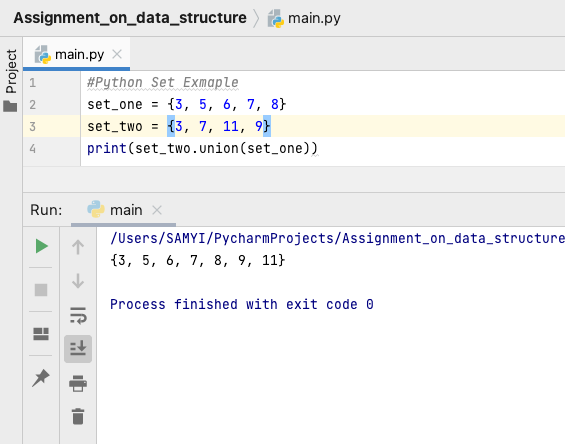 Assignment_on_data_structure
main.py
Project
main.py
1 #Python Set Exmaple
2 set_one = {3, 5, 6, 7, 8}
3 set_two = {3, 7, 11, 9}
4 print(set_two.union(set_one))
Run:
main
/Users/SAMYI/PycharmProjects/Assignment_on_data_structure
{3, 5, 6, 7, 8, 9, 11}
Process finished with exit code 0